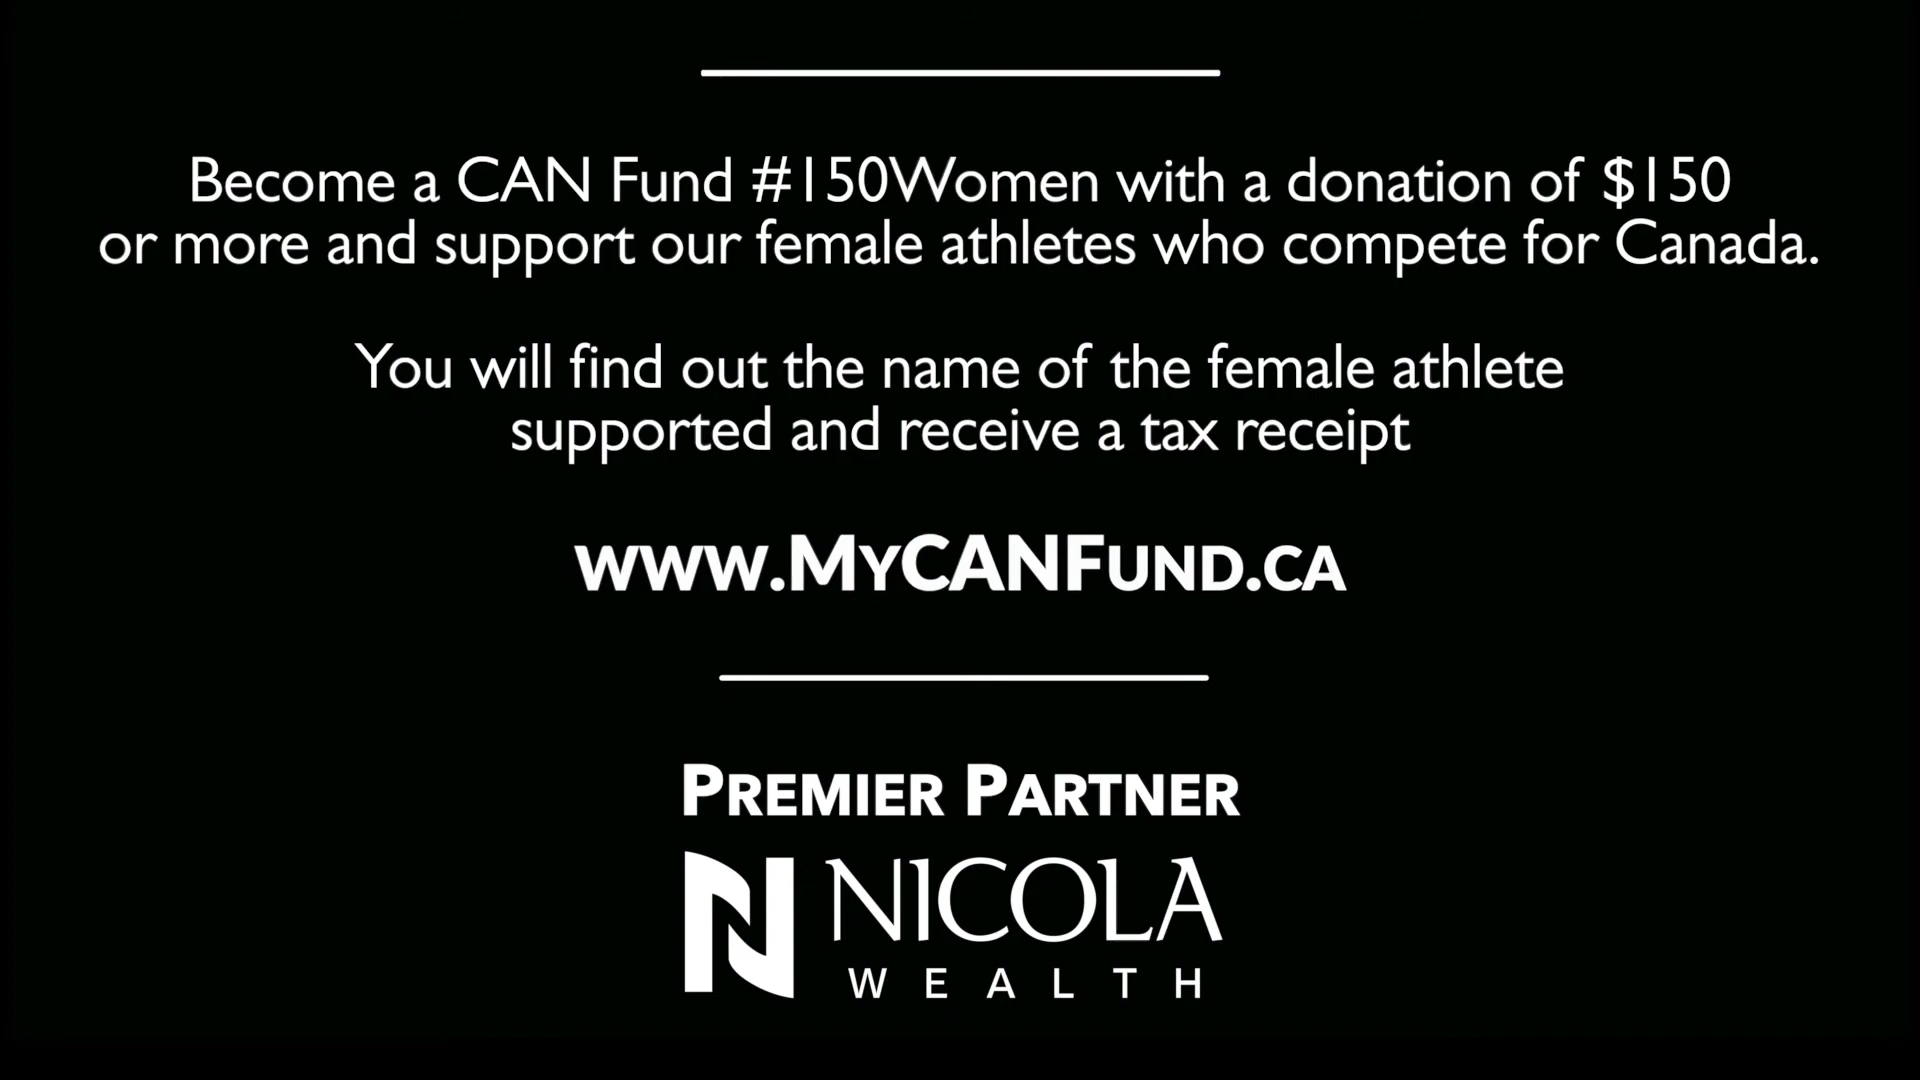 Become a CAN Fund #150Women with a donation of $150
or more and support our female athletes who compete for Canada.
You will find out the name of the female athlete
supported and receive a tax receipt
www.MyCANFund.ca
Premier Partner
NICOLA
WEALTH